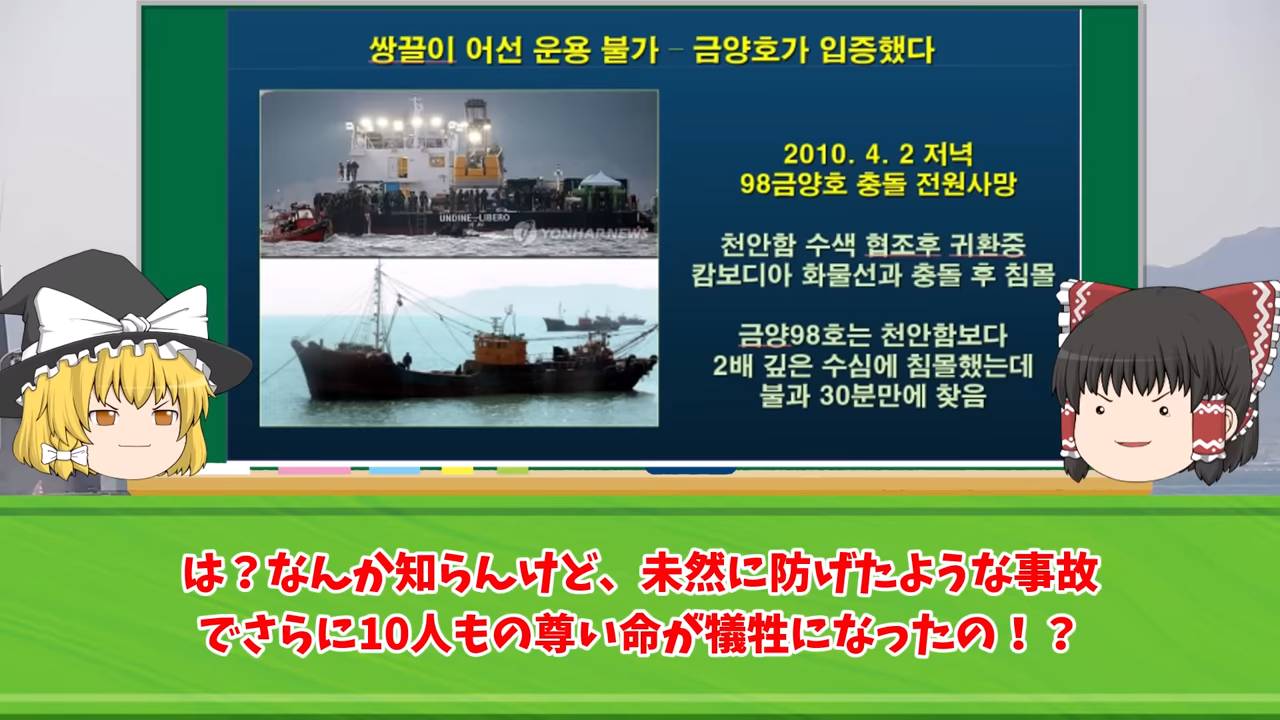 쌍끌이 어선 운용 불가 – 금양호가 입증했다
UNDINE LIBERO
YONHAPNEWS
2010. 4. 2 저녁
98금양호 충돌 전원사망
천안함 수색 협조후 귀환중
캄보디아 화물선과 충돌 후 침몰
금양98호는 천안함보다
2배 깊은 수심에 침몰했는데
불과 30분만에 찾음
は？なんか知らんけど、未然に防げたような事故
でさらに10人もの尊い命が犠牲になったの！？